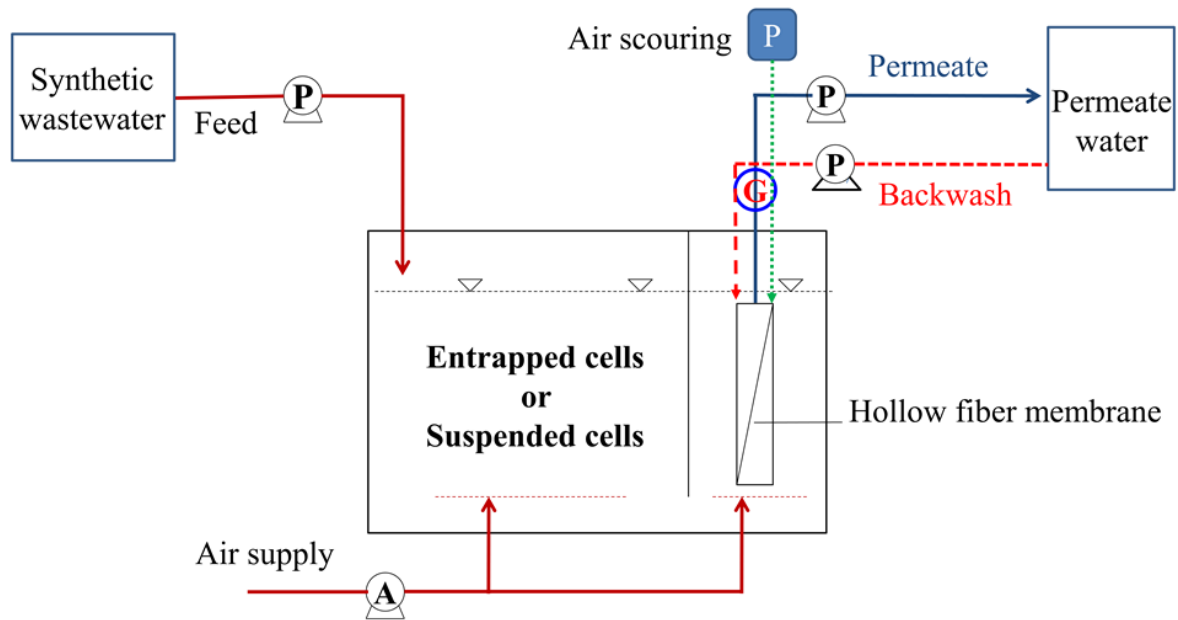 Air scouring
P
Synthetic
wastewater
Feed
P
P
Permeate
Permeate
water
P
Backwash
G
Entrapped cells
or
Suspended cells
Hollow fiber membrane
Air supply
A